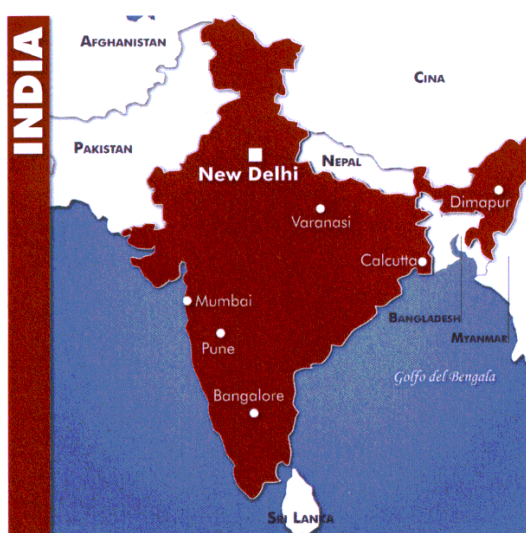 INDIA
AFGHANISTAN
CINA
PAKISTAN
NEPAL
New Delhi
Dimapur
Varanasi
Calcutta
Mumbai
BANGLADESH
Pune
MYANMAR
Golfo del Bengala
Bangalore
SRI LANKA